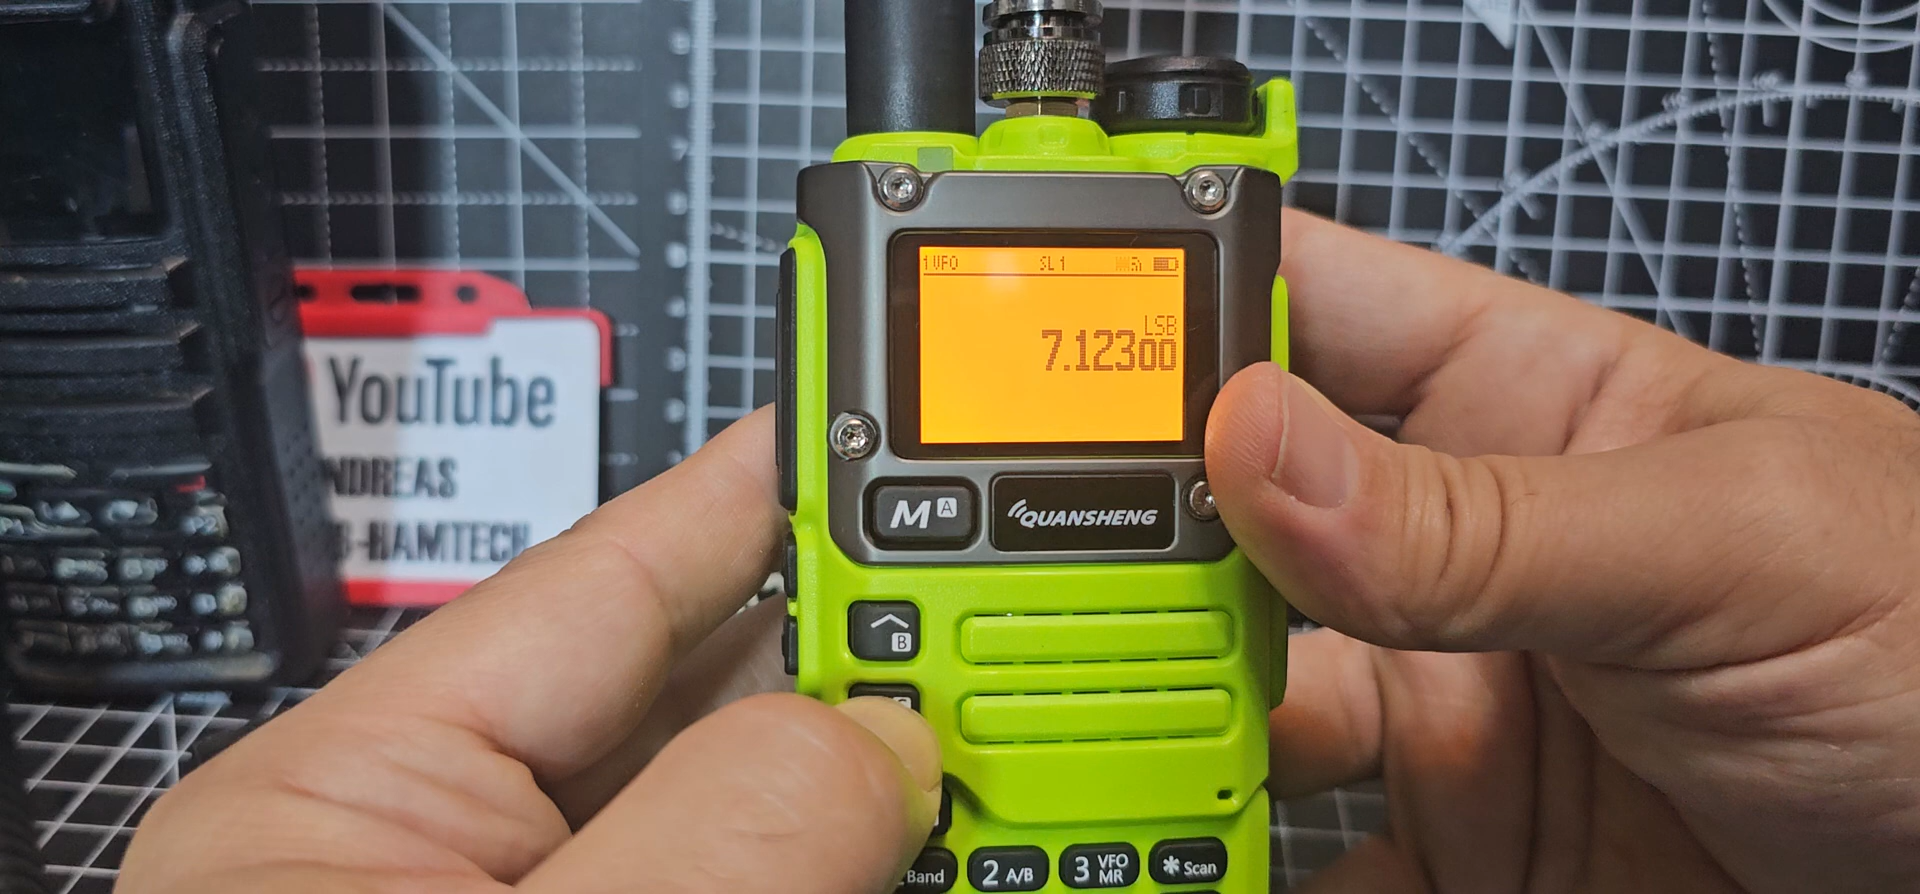 1 VFO SL 1
LSB
7.12300
M A
QUANSHENG
B
YouTube
NDREAS
-HAMTECH
Band
2 A/B
3 VFO MR
* Scan